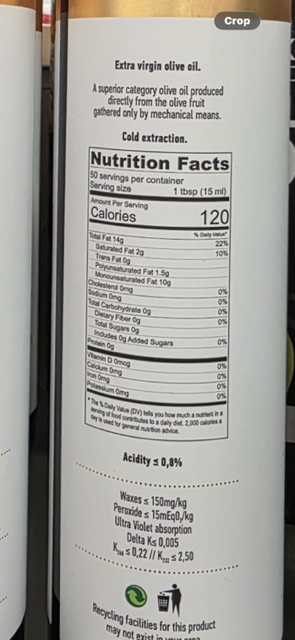 Crop
Extra virgin olive oil.
A superior category olive oil produced
directly from the olive fruit
gathered only by mechanical means.
Cold extraction.
Nutrition Facts
50 servings per container
Serving size 1 tbsp (15 ml)
Amount Per Serving
Calories 120
% Daily Value*
Total Fat 14g 22%
Saturated Fat 2g 10%
Trans Fat 0g
Polyunsaturated Fat 1.5g
Monounsaturated Fat 10g
Cholesterol 0mg 0%
Sodium 0mg 0%
Total Carbohydrate 0g 0%
Dietary Fiber 0g
Total Sugars 0g
Includes 0g Added Sugars 0%
Protein 0g
Vitamin D 0mcg 0%
Calcium 0mg 0%
Iron 0mg 0%
Potassium 0mg 0%
* The % Daily Value (DV) tells you how much a nutrient in a
serving of food contributes to a daily diet. 2,000 calories a
day is used for general nutrition advice.
Acidity ≤ 0,8%
Waxes ≤ 150mg/kg
Peroxide ≤ 15mEqO₂/kg
Ultra Violet absorption
Delta K≤ 0,005
K₂₆₈ ≤ 0,22 // K₂₃₂ ≤ 2,50
Recycling facilities for this product
may not exist in your area